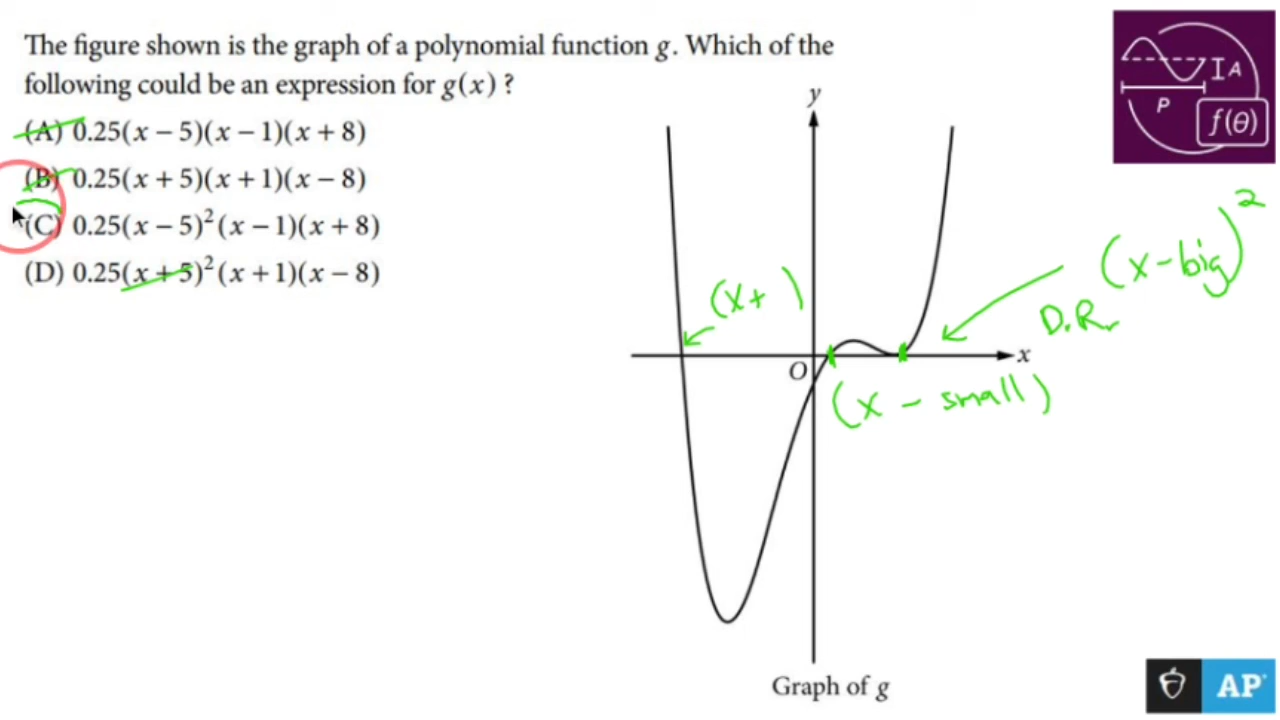 The figure shown is the graph of a polynomial function g. Which of the
following could be an expression for g(x) ?
(A) 0.25(x − 5)(x − 1)(x + 8)
(B) 0.25(x + 5)(x + 1)(x − 8)
(C) 0.25(x − 5)²(x − 1)(x + 8)
(D) 0.25(x + 5)²(x + 1)(x − 8)
y
(x+ )
(x-big)²
D.R.
O
x
(x - small)
Graph of g
A
P
f(θ)
AP